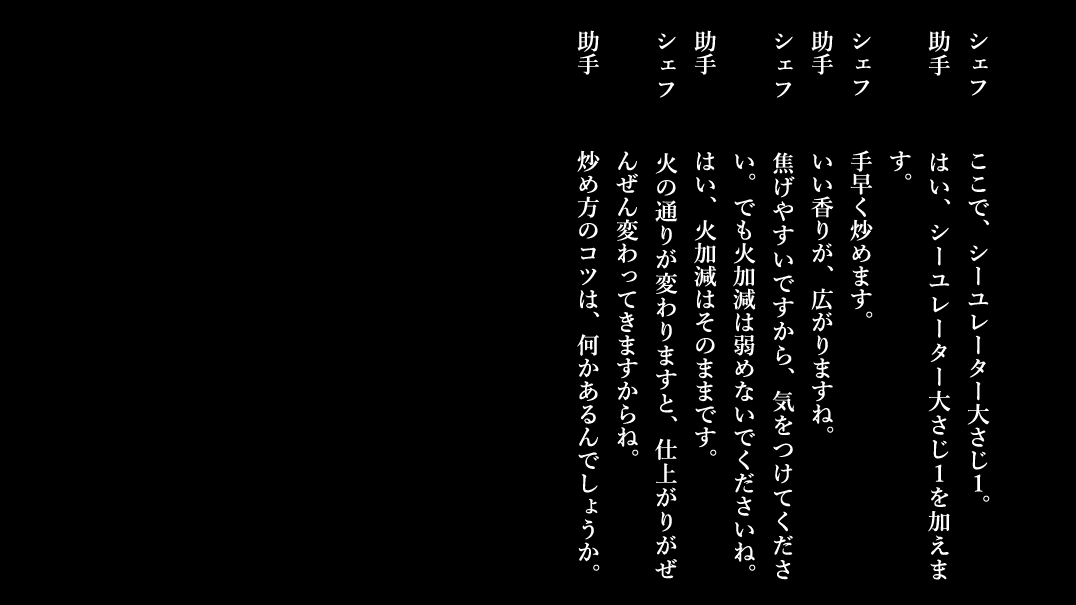 シェフ　ここで、シーユレーター大さじ1。
助手　はい、シーユレーター大さじ1を加えま
す。
シェフ　手早く炒めます。
助手　いい香りが、広がりますね。
シェフ　焦げやすいですから、気をつけてくださ
い。でも火加減は弱めないでくださいね。
助手　はい、火加減はそのままです。
シェフ　火の通りが変わりますと、仕上がりがぜ
んぜん変わってきますからね。
助手　炒め方のコツは、何かあるんでしょうか。